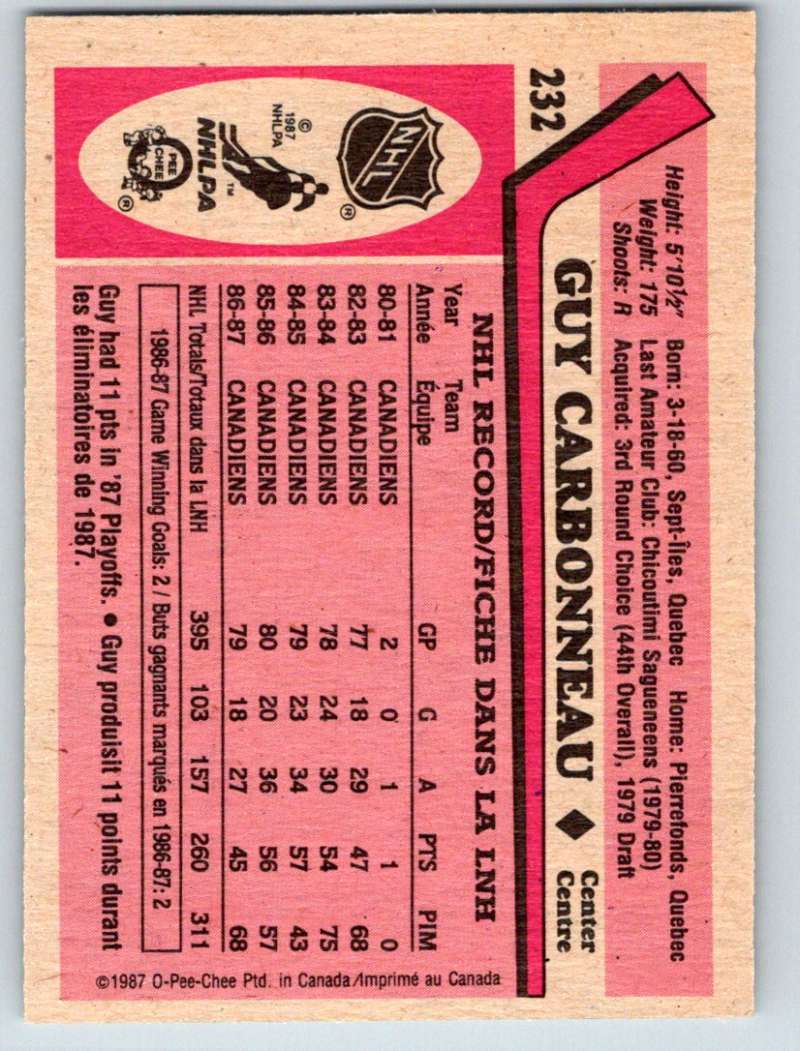 232
Height: 5'10½" Born: 3-18-60, Sept-Îles, Quebec Home: Pierrefonds, Quebec
Weight: 175 Last Amateur Club: Chicoutimi Sagueneens (1979-80)
Shoots: R Acquired: 3rd Round Choice (44th Overall), 1979 Draft
GUY CARBONNEAU ◆ Center
Centre
NHL
®
© 1987 NHLPA
™
NHLPA
O PEE CHEE
®
NHL RECORD/FICHE DANS LA LNH
Year Team
Année Équipe GP G A PTS PIM
80-81 CANADIENS 2 0 1 1 0
82-83 CANADIENS 77 18 29 47 68
83-84 CANADIENS 78 24 30 54 75
84-85 CANADIENS 79 23 34 57 43
85-86 CANADIENS 80 20 36 56 57
86-87 CANADIENS 79 18 27 45 68
NHL Totals/Totaux dans la LNH 395 103 157 260 311
1986-87 Game Winning Goals: 2 / Buts gagnants marqués en 1986-87: 2
Guy had 11 pts in '87 Playoffs. ● Guy produisit 11 points durant
les éliminatoires de 1987.
©1987 O-Pee-Chee Ptd. in Canada/Imprimé au Canada